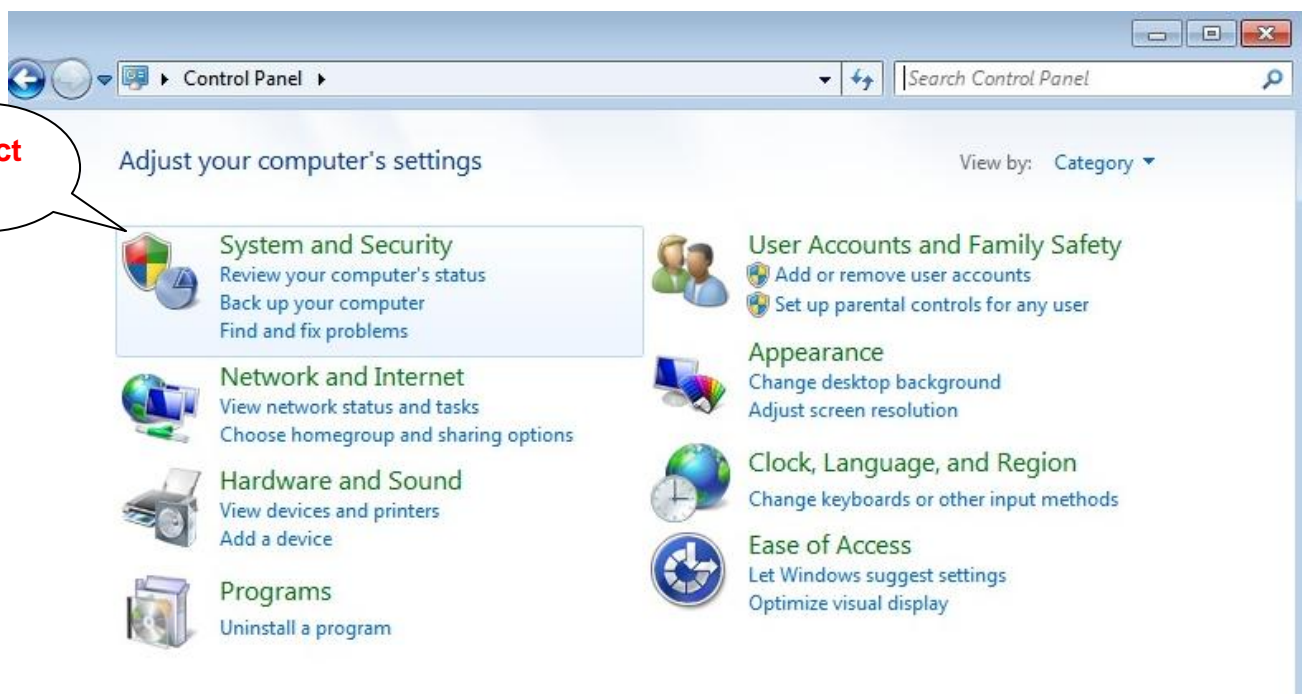 Control Panel
Search Control Panel
Adjust your computer's settings
View by: Category
System and Security
Review your computer's status
Back up your computer
Find and fix problems
Network and Internet
View network status and tasks
Choose homegroup and sharing options
Hardware and Sound
View devices and printers
Add a device
Programs
Uninstall a program
User Accounts and Family Safety
Add or remove user accounts
Set up parental controls for any user
Appearance
Change desktop background
Adjust screen resolution
Clock, Language, and Region
Change keyboards or other input methods
Ease of Access
Let Windows suggest settings
Optimize visual display